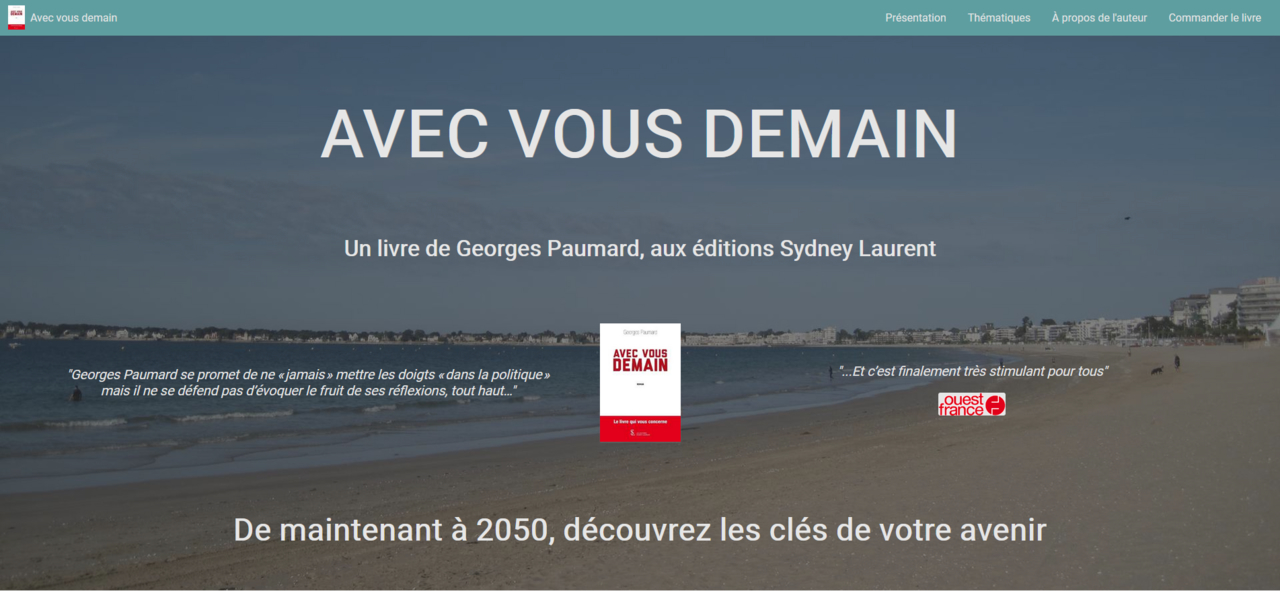 Avec vous demain
Présentation
Thématiques
À propos de l'auteur
Commander le livre
AVEC VOUS DEMAIN
Un livre de Georges Paumard, aux éditions Sydney Laurent
Georges Paumard
AVEC VOUS
DEMAIN
Le livre qui vous concerne
"Georges Paumard se promet de ne « jamais » mettre les doigts « dans la politique »
mais il ne se défend pas d’évoquer le fruit de ses réflexions, tout haut…"
"...Et c’est finalement très stimulant pour tous"
ouest
france
De maintenant à 2050, découvrez les clés de votre avenir